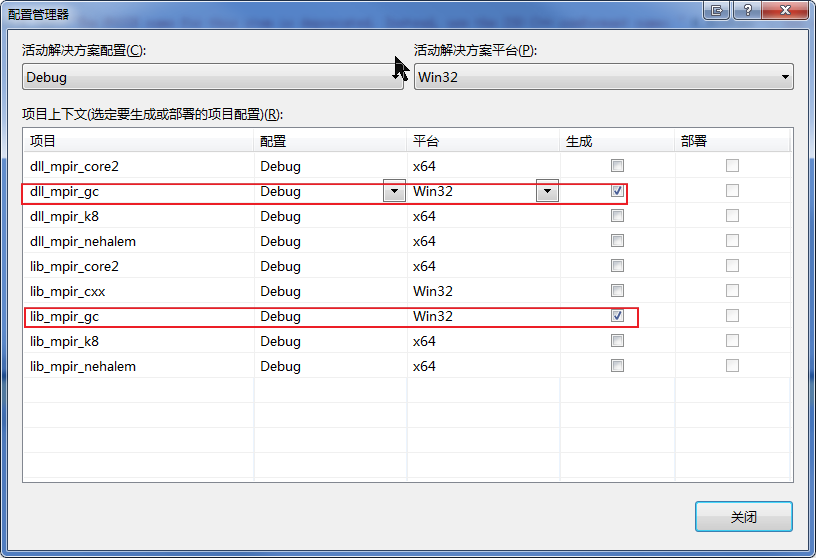 配置管理器
活动解决方案配置(C): 活动解决方案平台(P):
Debug Win32
项目上下文(选定要生成或部署的项目配置)(R):
项目 配置 平台 生成 部署
dll_mpir_core2 Debug x64
dll_mpir_gc Debug Win32
dll_mpir_k8 Debug x64
dll_mpir_nehalem Debug x64
lib_mpir_core2 Debug x64
lib_mpir_cxx Debug Win32
lib_mpir_gc Debug Win32
lib_mpir_k8 Debug x64
lib_mpir_nehalem Debug x64
关闭